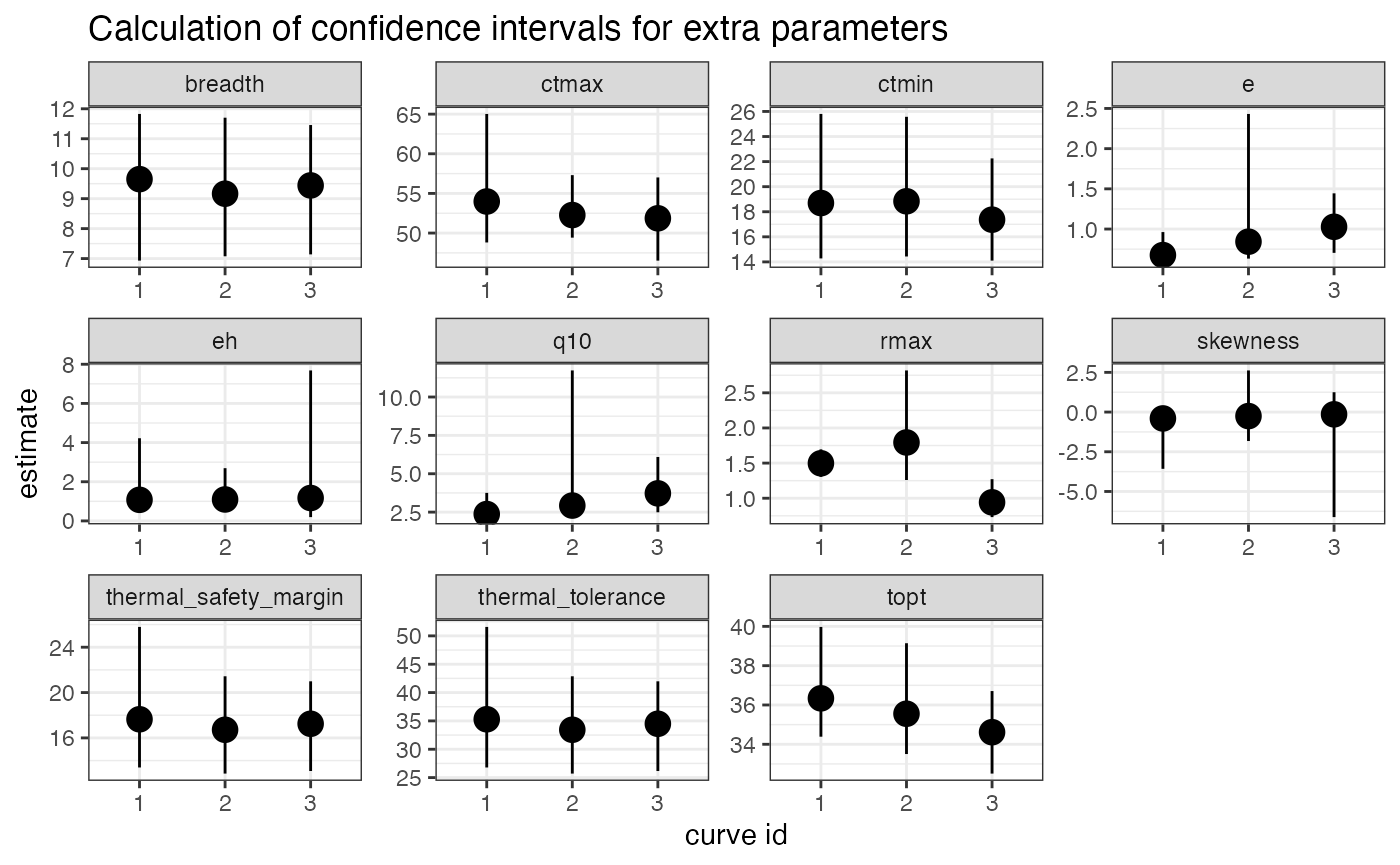 Calculation of confidence intervals for extra parameters
breadth
ctmax
ctmin
e
12
11
10
9
8
7
65
60
55
50
26
24
22
20
18
16
14
2.5
2.0
1.5
1.0
1 2 3
1 2 3
1 2 3
1 2 3
eh
q10
rmax
skewness
estimate
8
6
4
2
0
10.0
7.5
5.0
2.5
2.5
2.0
1.5
1.0
2.5
0.0
-2.5
-5.0
1 2 3
1 2 3
1 2 3
1 2 3
thermal_safety_margin
thermal_tolerance
topt
24
20
16
50
45
40
35
30
25
40
38
36
34
1 2 3
1 2 3
1 2 3
curve id